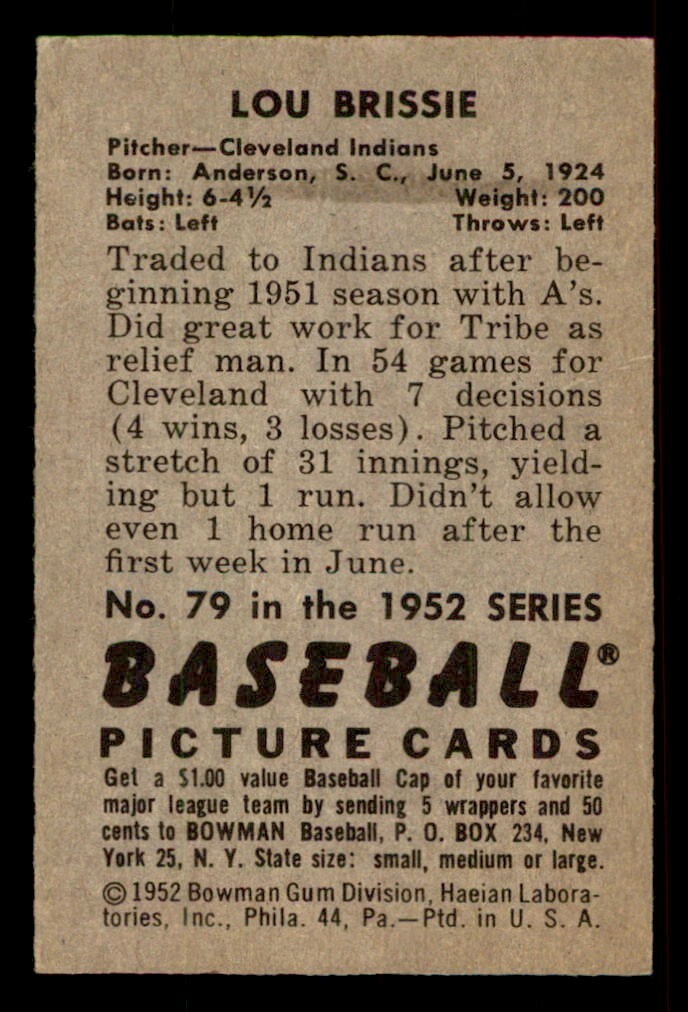 LOU BRISSIE
Pitcher—Cleveland Indians
Born: Anderson, S. C., June 5, 1924
Height: 6-4½ Weight: 200
Bats: Left Throws: Left
Traded to Indians after be-
ginning 1951 season with A's.
Did great work for Tribe as
relief man. In 54 games for
Cleveland with 7 decisions
(4 wins, 3 losses). Pitched a
stretch of 31 innings, yield-
ing but 1 run. Didn't allow
even 1 home run after the
first week in June.
No. 79 in the 1952 SERIES
BASEBALL®
PICTURE CARDS
Get a $1.00 value Baseball Cap of your favorite
major league team by sending 5 wrappers and 50
cents to BOWMAN Baseball, P. O. BOX 234, New
York 25, N. Y. State size: small, medium or large.
© 1952 Bowman Gum Division, Haelan Labora-
tories, Inc., Phila. 44, Pa.—Ptd. in U. S. A.